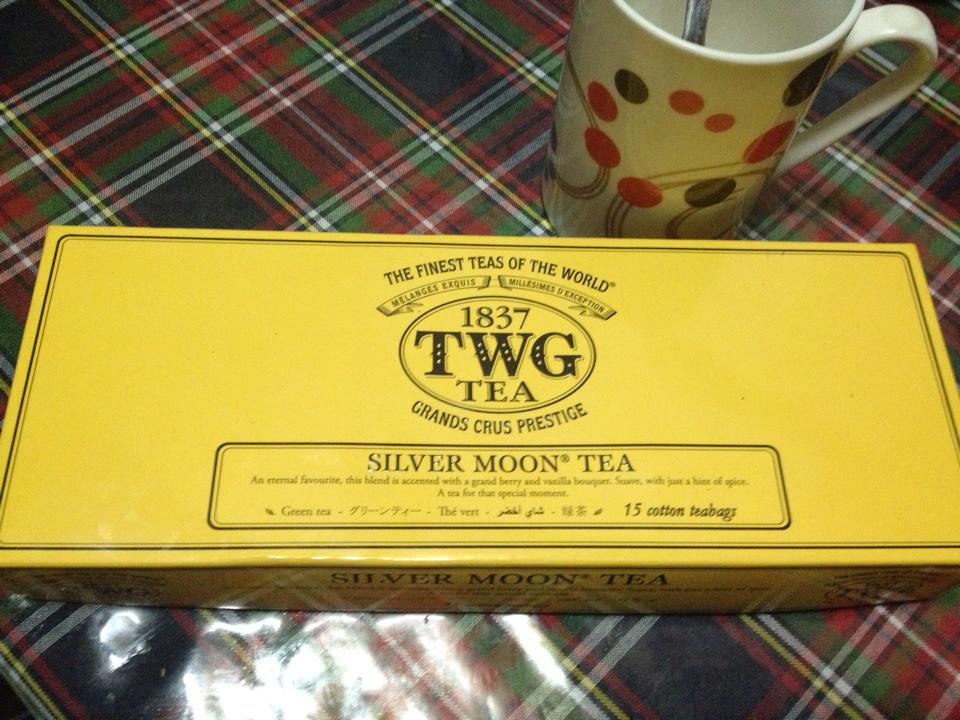 THE FINEST TEAS OF THE WORLD®
MÉLANGES EXQUIS MILLÉSIMES D'EXCEPTION
1837
TWG
TEA
GRANDS CRUS PRESTIGE
SILVER MOON® TEA
An eternal favourite, this blend is accented with a grand berry and vanilla bouquet. Suave, with just a hint of spice.
A tea for that special moment.
Green tea - グリーンティー - Thé vert - شاي أخضر - 绿茶 15 cotton teabags
SILVER MOON® TEA